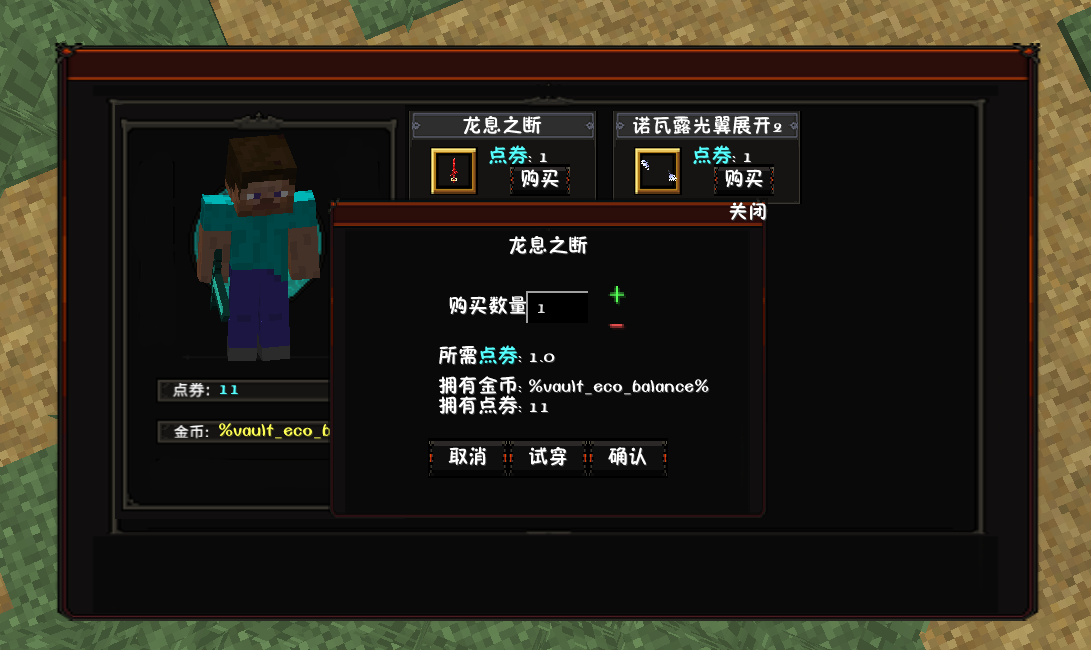 龙息之断
诺瓦露光翼展开2
点券: 1
购买
点券: 1
购买
关闭
龙息之断
购买数量 1
+
-
所需点券: 1.0
拥有金币: %vault_eco_balance%
拥有点券: 11
取消
试穿
确认
点券: 11
金币: %vault_eco_b